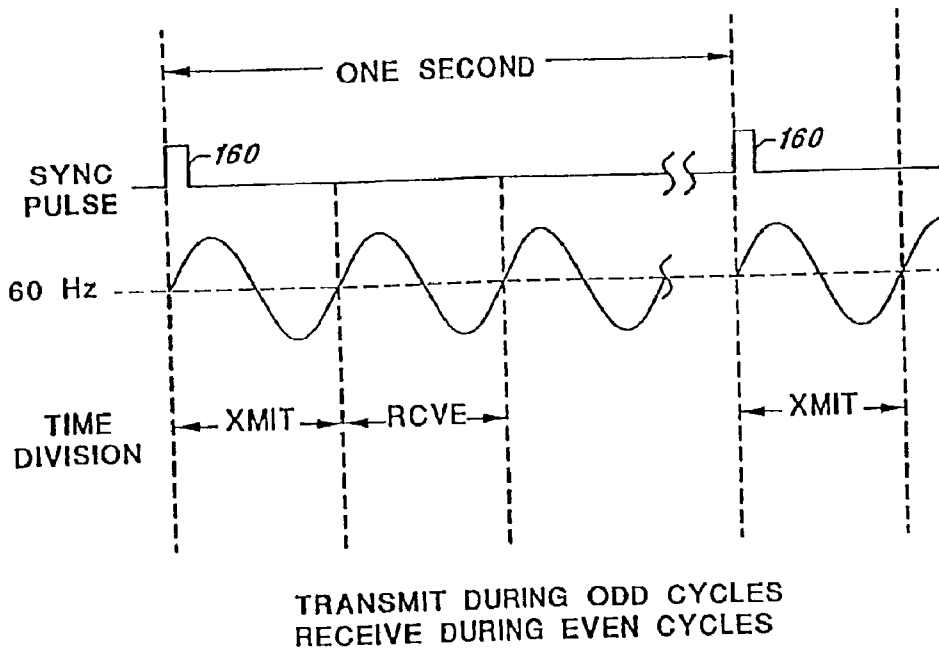 ONE SECOND
160
160
SYNC
PULSE
60 Hz
TIME
DIVISION
XMIT
RCVE
XMIT
TRANSMIT DURING ODD CYCLES
RECEIVE DURING EVEN CYCLES